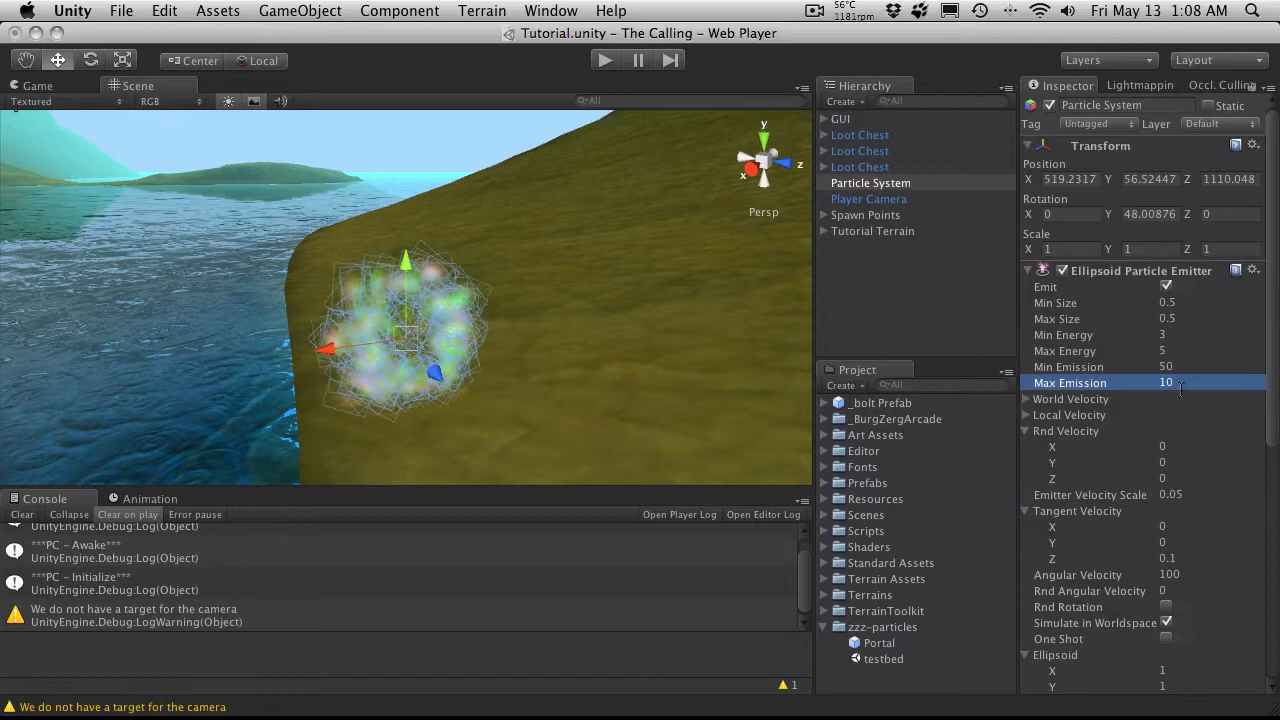 Unity File Edit Assets GameObject Component Terrain Window Help 56°C 1181rpm Fri May 13 1:08 AM
Tutorial.unity - The Calling - Web Player
Center Local Layers Layout
Game Scene
Textured RGB All
y
z
x
Persp
Hierarchy
Create All
GUI
Loot Chest
Loot Chest
Loot Chest
Particle System
Player Camera
Spawn Points
Tutorial Terrain
Project
Create All
_bolt Prefab
_BurgZergArcade
Art Assets
Editor
Fonts
Prefabs
Resources
Scenes
Scripts
Shaders
Standard Assets
Terrain Assets
Terrains
TerrainToolkit
zzz-particles
Portal
testbed
Inspector Lightmappin Occl. Culling
Particle System Static
Tag Untagged Layer Default
Transform
Position
X 519.2317 Y 56.52447 Z 1110.048
Rotation
X 0 Y 48.00876 Z 0
Scale
X 1 Y 1 Z 1
Ellipsoid Particle Emitter
Emit
Min Size 0.5
Max Size 0.5
Min Energy 3
Max Energy 5
Min Emission 50
Max Emission 10
World Velocity
Local Velocity
Rnd Velocity
X 0
Y 0
Z 0
Emitter Velocity Scale 0.05
Tangent Velocity
X 0
Y 0
Z 0.1
Angular Velocity 100
Rnd Angular Velocity 0
Rnd Rotation
Simulate in Worldspace
One Shot
Ellipsoid
X 1
Y 1
Console Animation
Clear Collapse Clear on play Error pause Open Player Log Open Editor Log
UnityEngine.Debug:Log(Object)
***PC - Awake***
UnityEngine.Debug:Log(Object)
***PC - Initialize***
UnityEngine.Debug:Log(Object)
We do not have a target for the camera
UnityEngine.Debug:LogWarning(Object)
1
We do not have a target for the camera